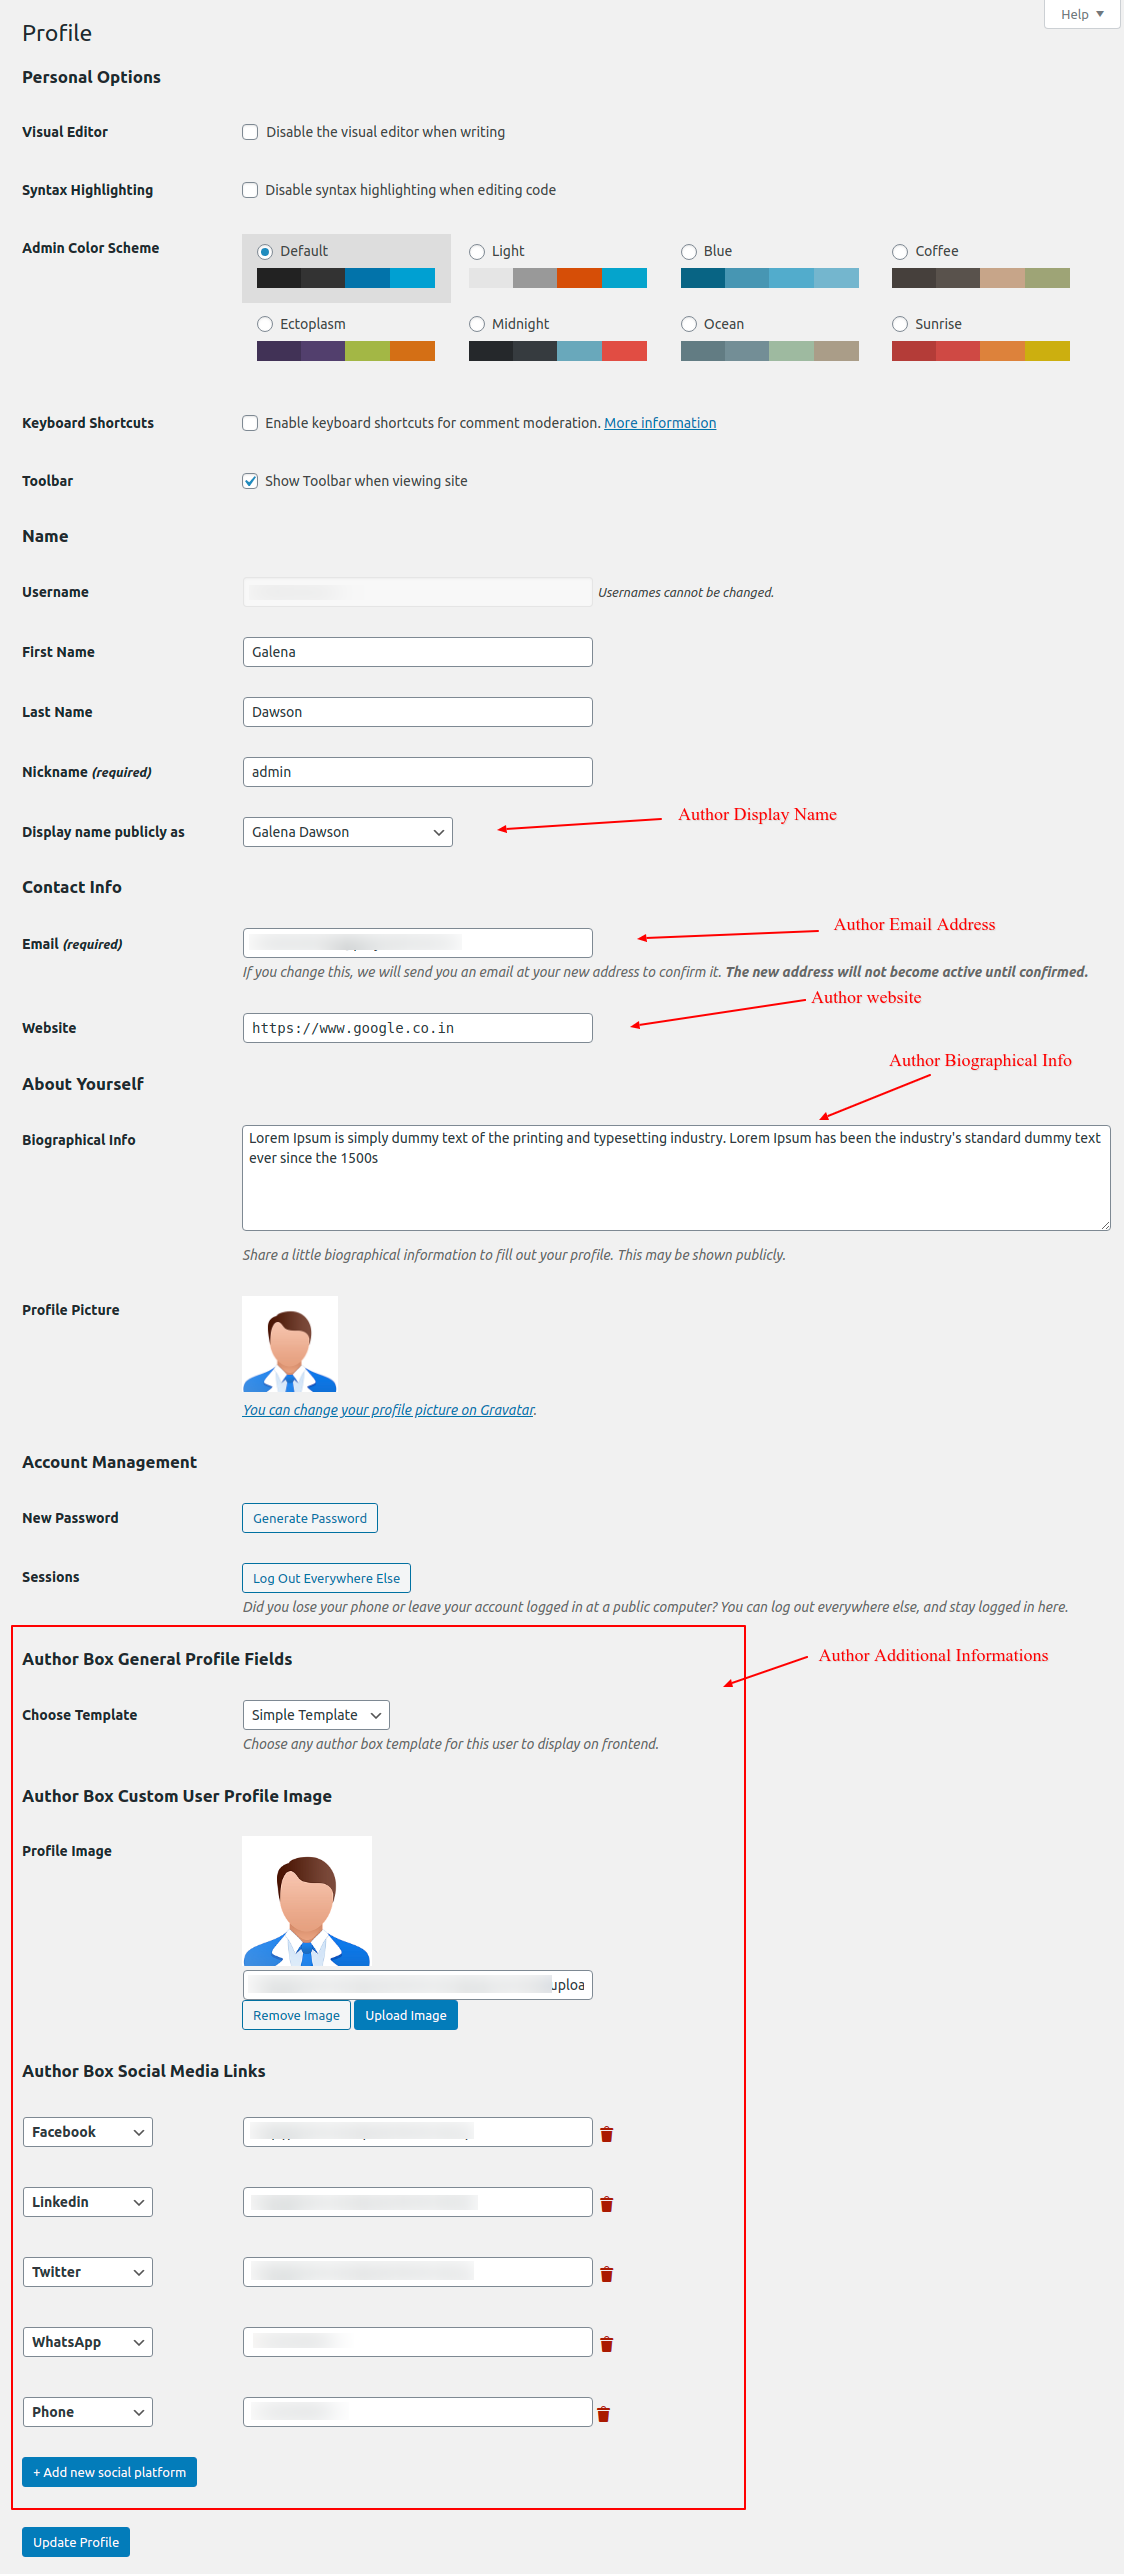 Help
Profile
Personal Options
Visual Editor Disable the visual editor when writing
Syntax Highlighting Disable syntax highlighting when editing code
Admin Color Scheme Default Light Blue Coffee
Ectoplasm Midnight Ocean Sunrise
Keyboard Shortcuts Enable keyboard shortcuts for comment moderation. More information
Toolbar Show Toolbar when viewing site
Name
Username Usernames cannot be changed.
First Name Galena
Last Name Dawson
Nickname (required) admin
Author Display Name
Display name publicly as Galena Dawson
Contact Info
Author Email Address
Email (required)
If you change this, we will send you an email at your new address to confirm it. The new address will not become active until confirmed.
Author website
Website https://www.google.co.in
Author Biographical Info
About Yourself
Biographical Info Lorem Ipsum is simply dummy text of the printing and typesetting industry. Lorem Ipsum has been the industry's standard dummy text
ever since the 1500s
Share a little biographical information to fill out your profile. This may be shown publicly.
Profile Picture
You can change your profile picture on Gravatar.
Account Management
New Password Generate Password
Sessions Log Out Everywhere Else
Did you lose your phone or leave your account logged in at a public computer? You can log out everywhere else, and stay logged in here.
Author Box General Profile Fields Author Additional Informations
Choose Template Simple Template
Choose any author box template for this user to display on frontend.
Author Box Custom User Profile Image
Profile Image
uploa
Remove Image Upload Image
Author Box Social Media Links
Facebook
Linkedin
Twitter
WhatsApp
Phone
+ Add new social platform
Update Profile